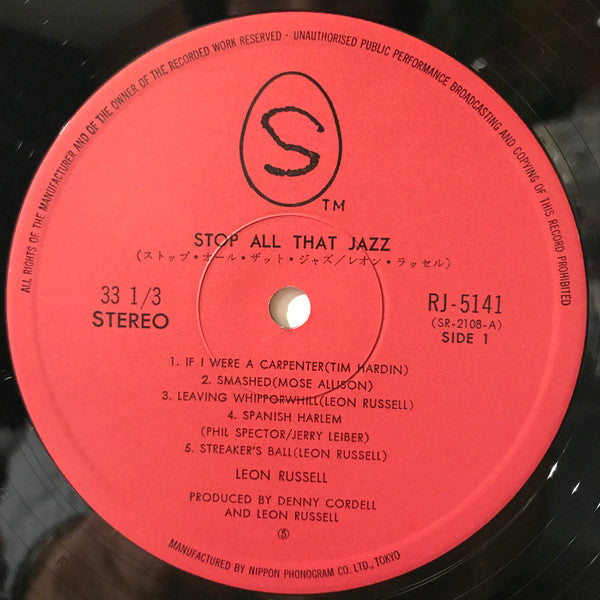 ALL RIGHTS OF THE MANUFACTURER AND OF THE OWNER OF THE RECORDED WORK RESERVED · UNAUTHORISED PUBLIC PERFORMANCE BROADCASTING AND COPYING OF THIS RECORD PROHIBITED
S
TM
STOP ALL THAT JAZZ
(ストップ・オール・ザット・ジャズ/レオン・ラッセル)
33 1/3
STEREO
RJ-5141
(SR-2108-A)
SIDE 1
1. IF I WERE A CARPENTER(TIM HARDIN)
2. SMASHED(MOSE ALLISON)
3. LEAVING WHIPPORWHILL(LEON RUSSELL)
4. SPANISH HARLEM
(PHIL SPECTOR/JERRY LEIBER)
5. STREAKER'S BALL(LEON RUSSELL)
LEON RUSSELL
PRODUCED BY DENNY CORDELL
AND LEON RUSSELL
⑤
MANUFACTURED BY NIPPON PHONOGRAM CO. LTD., TOKYO